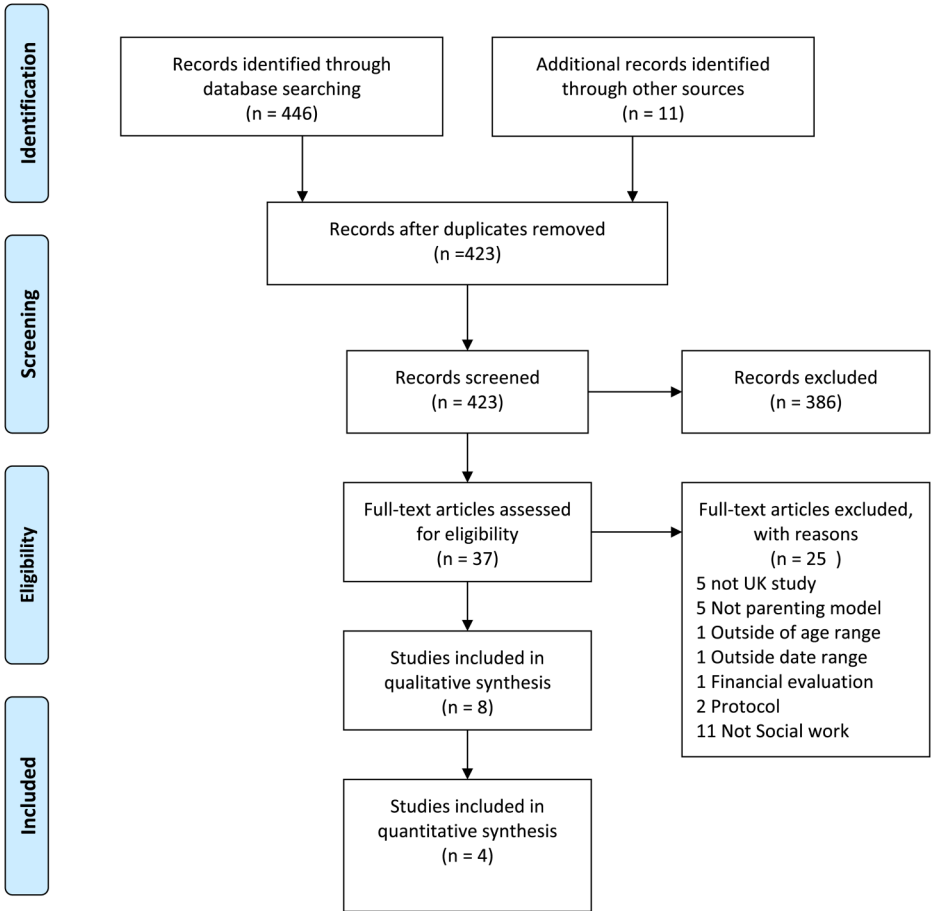 Identification
Records identified through
database searching
(n = 446)
Additional records identified
through other sources
(n = 11)
Records after duplicates removed
(n =423)
Screening
Records screened
(n = 423)
Records excluded
(n = 386)
Eligibility
Full-text articles assessed
for eligibility
(n = 37)
Full-text articles excluded,
with reasons
(n = 25  )
5 not UK study
5 Not parenting model
1 Outside of age range
1 Outside date range
1 Financial evaluation
2 Protocol
11 Not Social work
Studies included in
qualitative synthesis
(n = 8)
Included
Studies included in
quantitative synthesis
(n = 4)